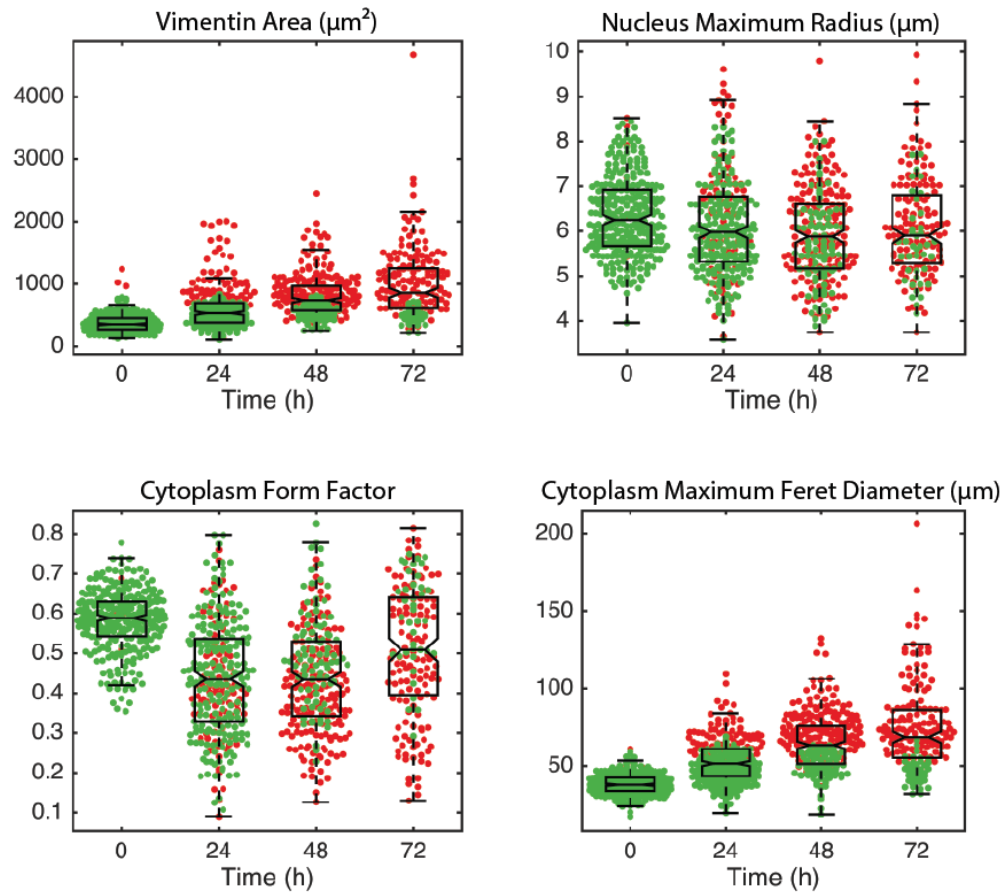 Vimentin Area (µm²)
4000
3000
2000
1000
0
0 24 48 72
Time (h)
Nucleus Maximum Radius (µm)
10
9
8
7
6
5
4
0 24 48 72
Time (h)
Cytoplasm Form Factor
0.8
0.7
0.6
0.5
0.4
0.3
0.2
0.1
0 24 48 72
Time (h)
Cytoplasm Maximum Feret Diameter (µm)
200
150
100
50
0 24 48 72
Time (h)